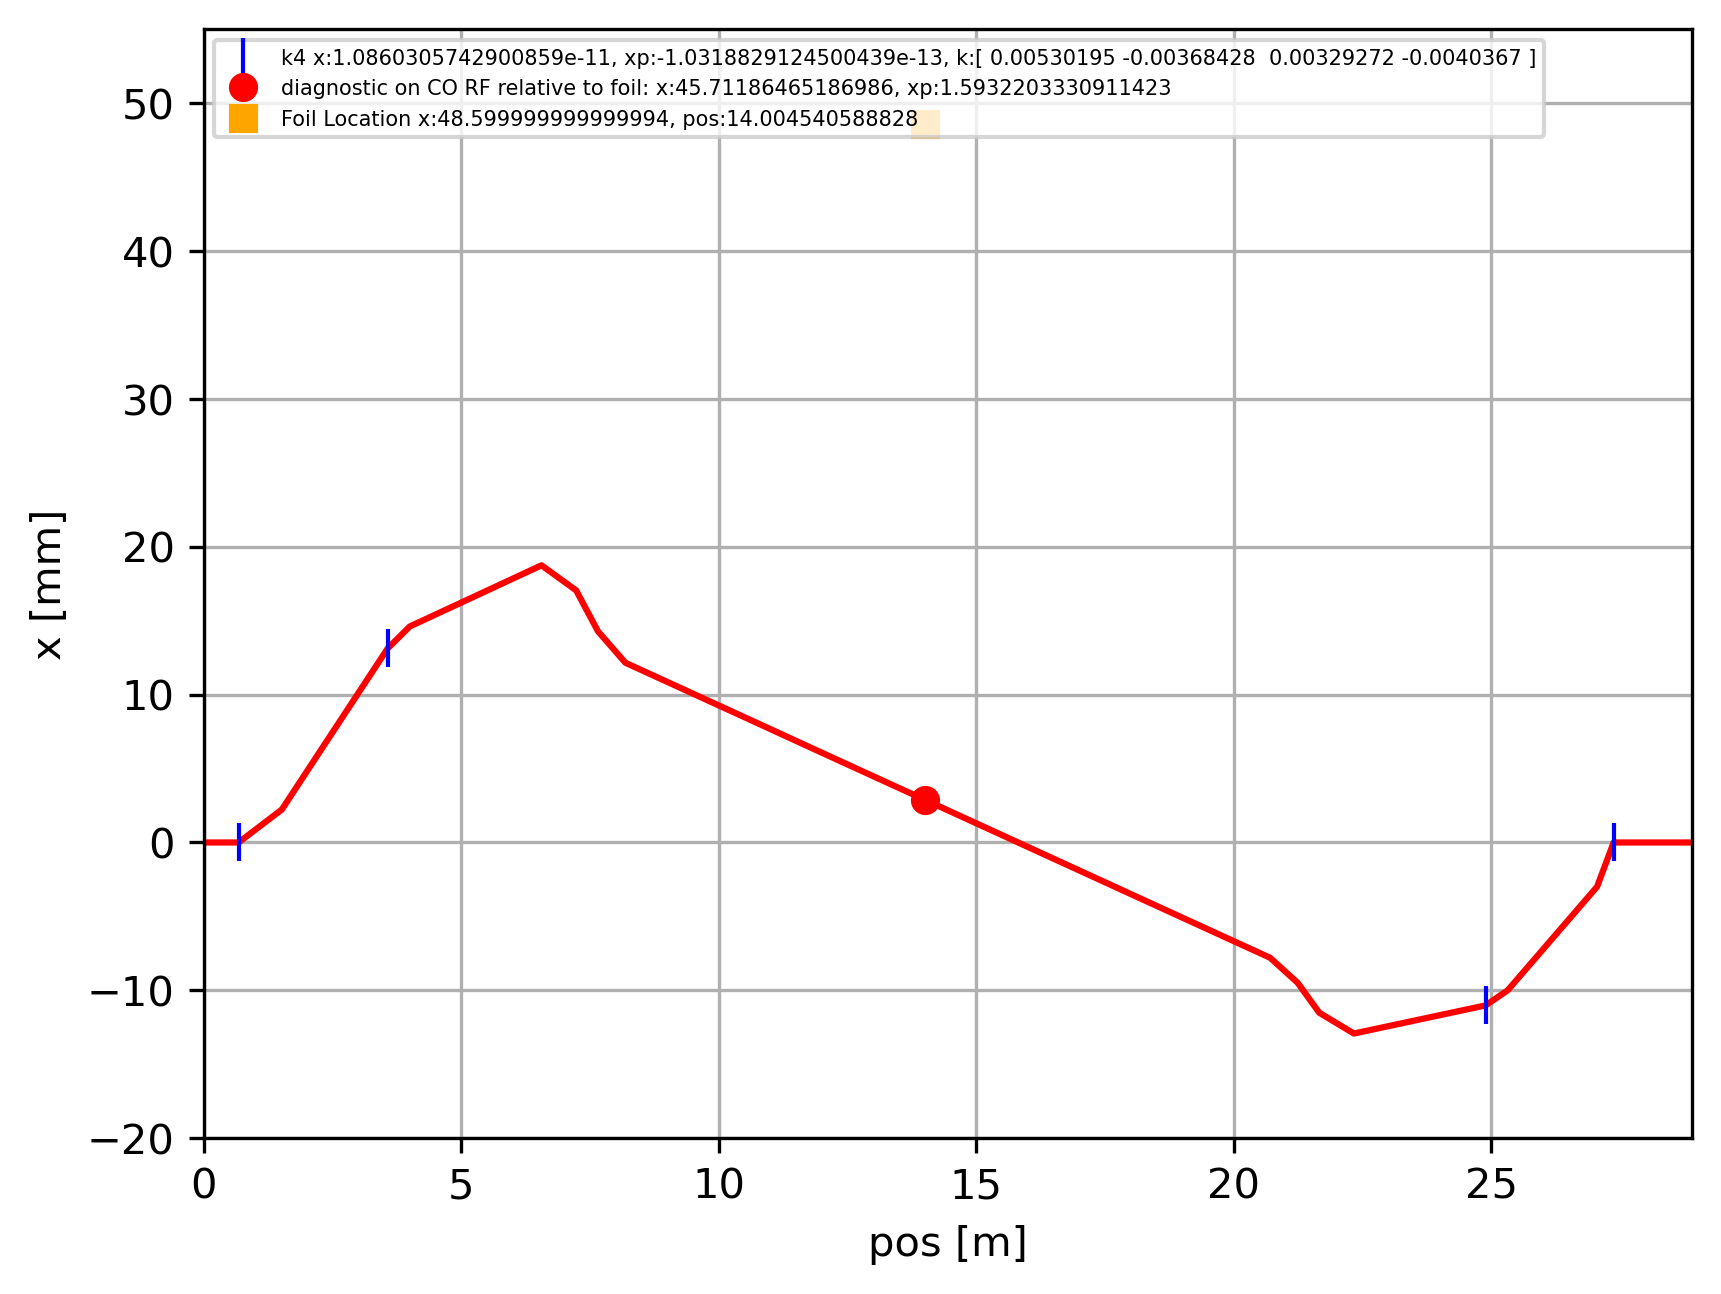 k4 x:1.0860305742900859e-11, xp:-1.0318829124500439e-13, k:[ 0.00530195 -0.00368428  0.00329272 -0.0040367 ]
diagnostic on CO RF relative to foil: x:45.71186465186986, xp:1.5932203330911423
Foil Location x:48.599999999999994, pos:14.004540588828
50
40
30
20
10
0
−10
−20
x [mm]
0 5 10 15 20 25
pos [m]